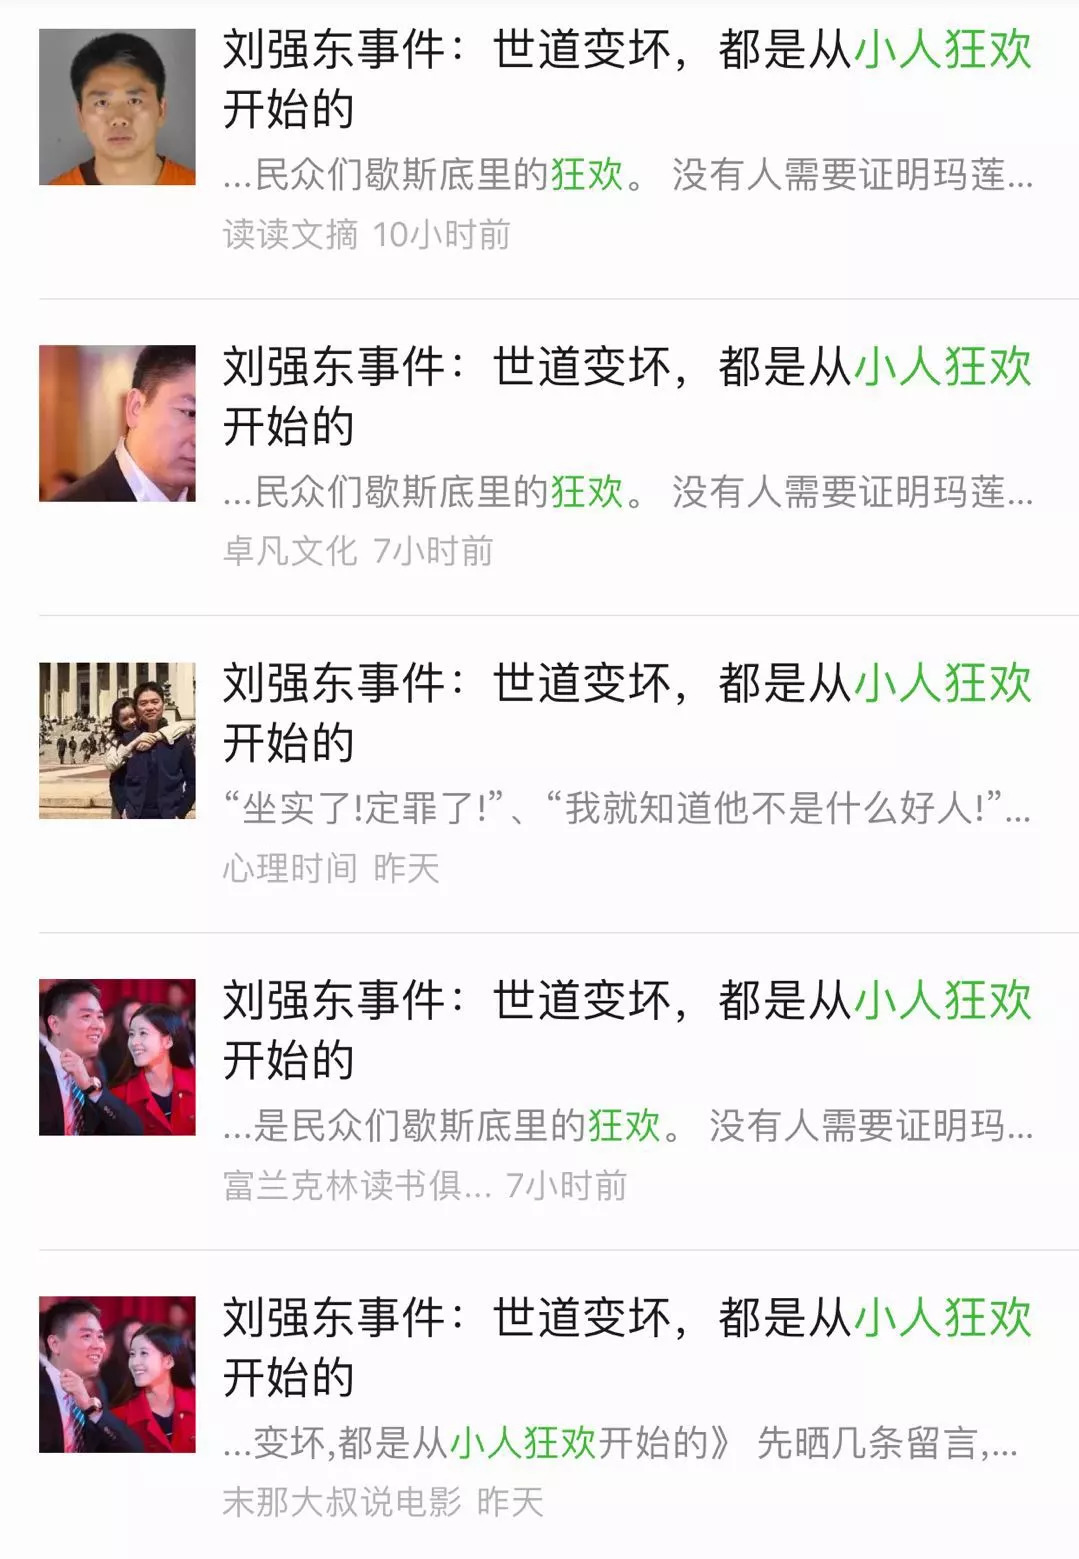 刘强东事件：世道变坏，都是从小人狂欢
开始的
...民众们歇斯底里的狂欢。 没有人需要证明玛莲...
读读文摘 10小时前
刘强东事件：世道变坏，都是从小人狂欢
开始的
...民众们歇斯底里的狂欢。 没有人需要证明玛莲...
卓凡文化 7小时前
刘强东事件：世道变坏，都是从小人狂欢
开始的
“坐实了!定罪了!”、“我就知道他不是什么好人!”...
心理时间 昨天
刘强东事件：世道变坏，都是从小人狂欢
开始的
...是民众们歇斯底里的狂欢。 没有人需要证明玛...
富兰克林读书俱... 7小时前
刘强东事件：世道变坏，都是从小人狂欢
开始的
...变坏,都是从小人狂欢开始的》 先晒几条留言,...
末那大叔说电影 昨天